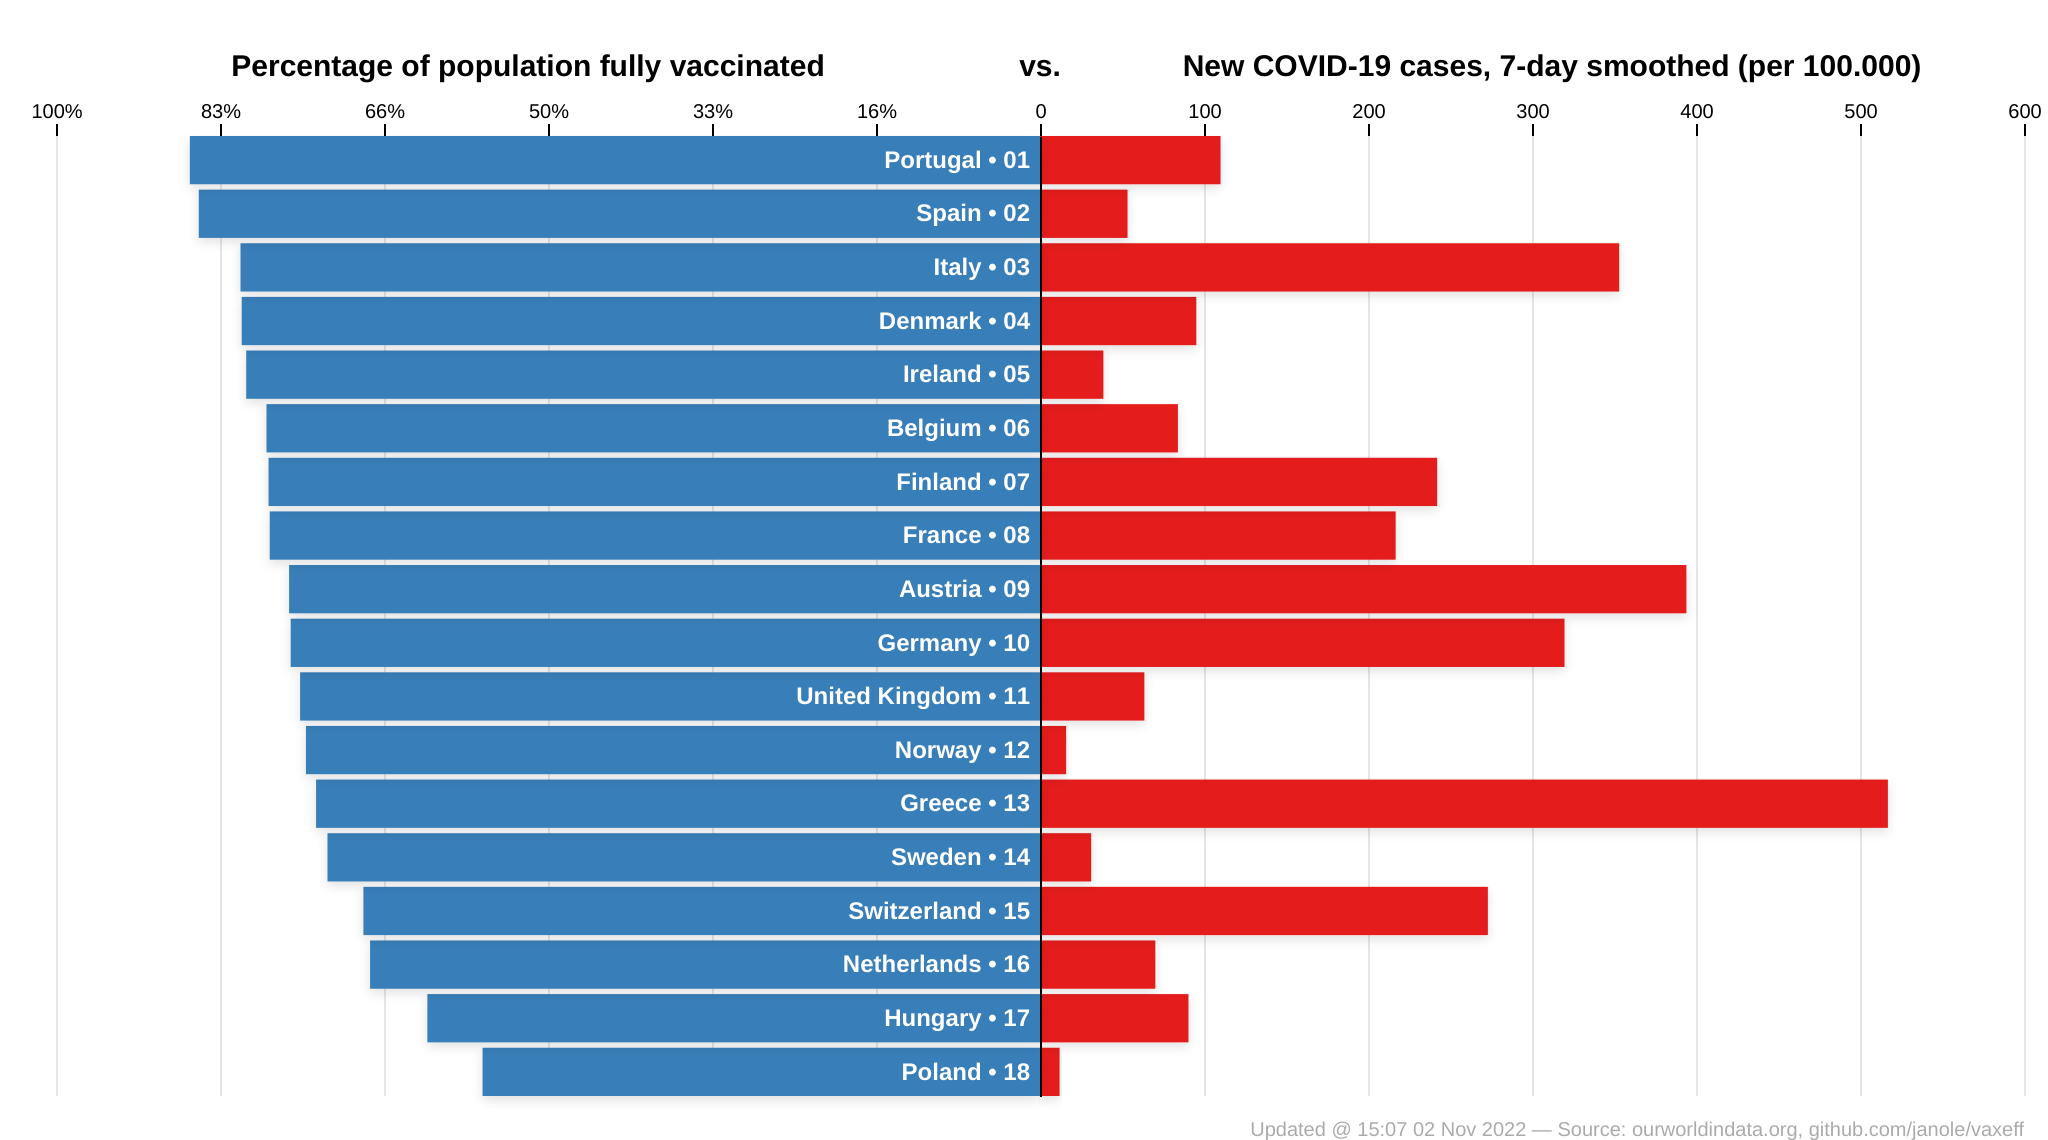 Percentage of population fully vaccinated vs. New COVID-19 cases, 7-day smoothed (per 100.000)
100% 83% 66% 50% 33% 16% 0 100 200 300 400 500 600
Portugal • 01
Spain • 02
Italy • 03
Denmark • 04
Ireland • 05
Belgium • 06
Finland • 07
France • 08
Austria • 09
Germany • 10
United Kingdom • 11
Norway • 12
Greece • 13
Sweden • 14
Switzerland • 15
Netherlands • 16
Hungary • 17
Poland • 18
Updated @ 15:07 02 Nov 2022 — Source: ourworldindata.org, github.com/janole/vaxeff